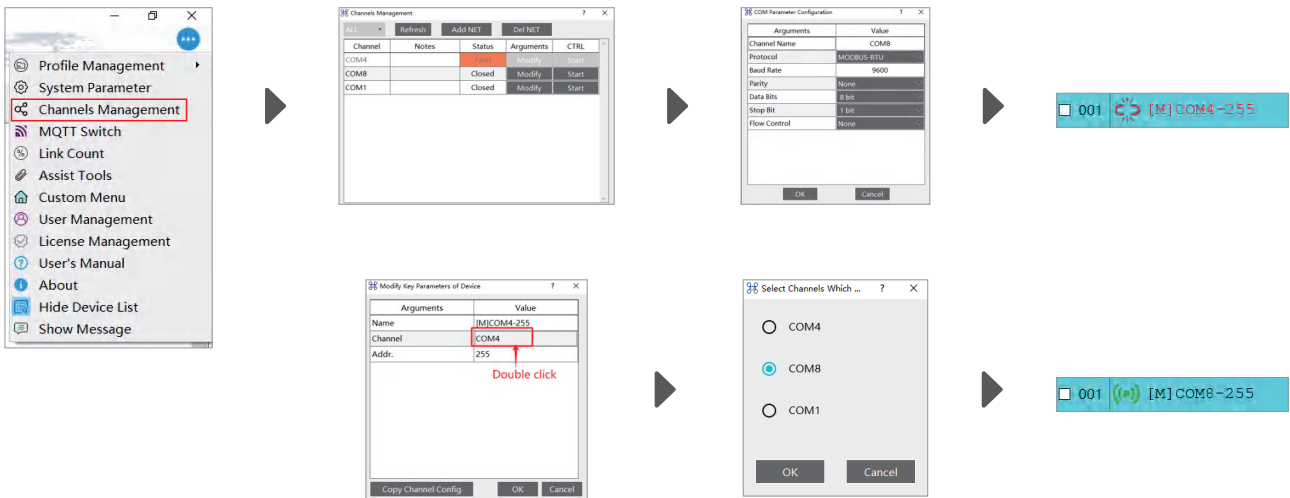 Profile Management
System Parameter
Channels Management
MQTT Switch
Link Count
Assist Tools
Custom Menu
User Management
License Management
User's Manual
About
Hide Device List
Show Message
Channels Management ? ×
ALL Refresh Add NET Del NET
Channel Notes Status Arguments CTRL
COM4 Fault Modify Start
COM8 Closed Modify Start
COM1 Closed Modify Start
COM Parameter Configuration ? ×
Arguments Value
Channel Name COM8
Protocol MODBUS-RTU
Baud Rate 9600
Parity None
Data Bits 8 bit
Stop Bit 1 bit
Flow Control None
OK Cancel
001 [M]COM4-255
Modify Key Parameters of Device ? ×
Arguments Value
Name [M]COM4-255
Channel COM4
Addr. 255
Double click
Copy Channel Config OK Cancel
Select Channels Which ... ? ×
COM4
COM8
COM1
OK Cancel
001 [M]COM8-255